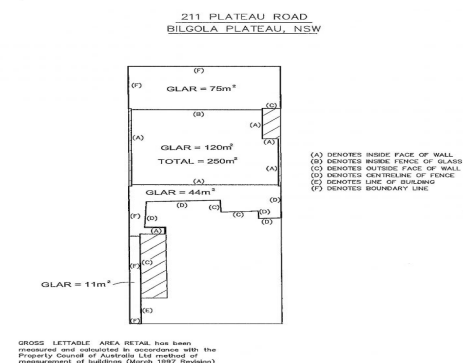 211 PLATEAU ROAD
BILGOLA PLATEAU, NSW
(F)
GLAR = 75m²
(F)
(F)
(C)
(B)
(A)
(A)
(A)
GLAR = 120m²
TOTAL = 250m²
(A)
(A)
GLAR = 44m²
(F)
(D)
(D)
(C)
(D)
(C)
(D)
(D)
(A)
(F)
(C)
GLAR = 11m²
(E)
(F)
(A) DENOTES INSIDE FACE OF WALL
(B) DENOTES INSIDE FENCE OF GLASS
(C) DENOTES OUTSIDE FACE OF WALL
(D) DENOTES CENTRELINE OF FENCE
(E) DENOTES LINE OF BUILDING
(F) DENOTES BOUNDARY LINE
GROSS LETTABLE AREA RETAIL has been
measured and calculated in accordance with the
Property Council of Australia Ltd method of
measurement of buildings (March 1997 Revision)